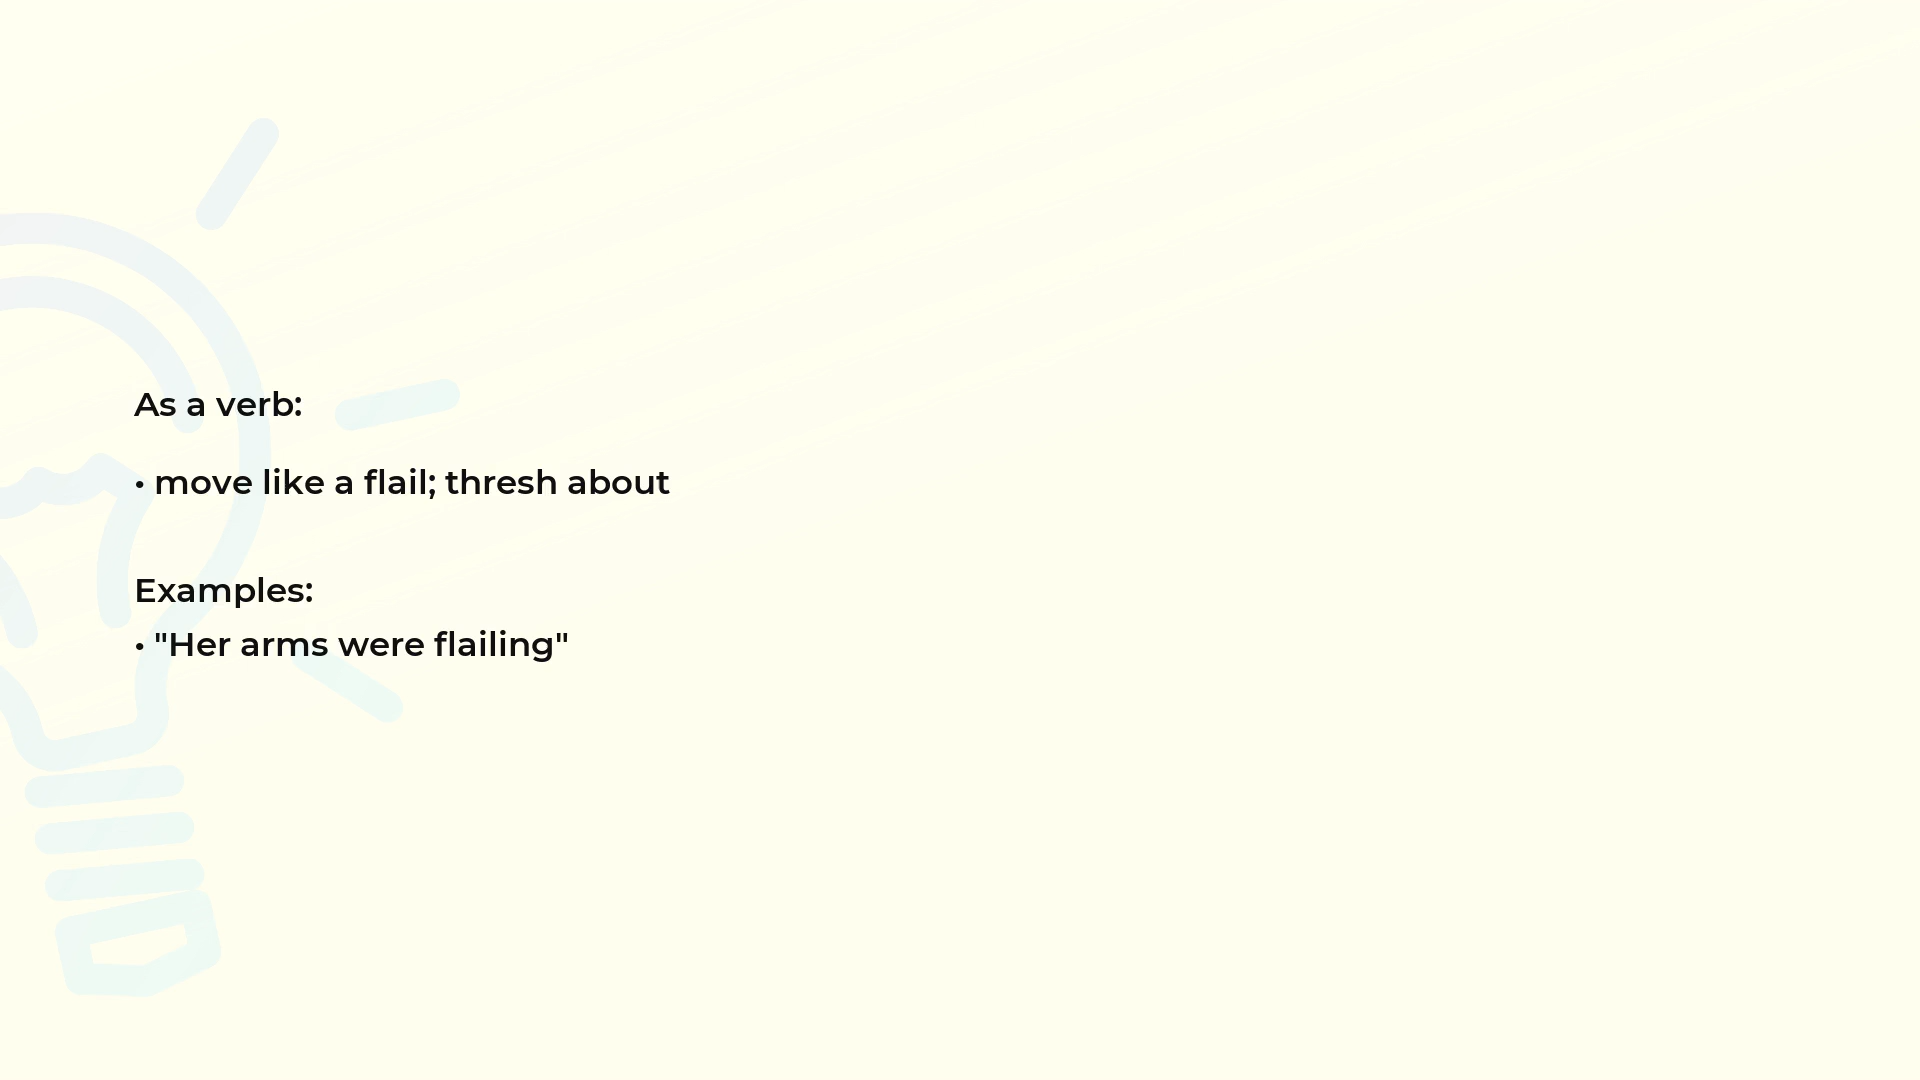 As a verb:
• move like a flail; thresh about
Examples:
• "Her arms were flailing"